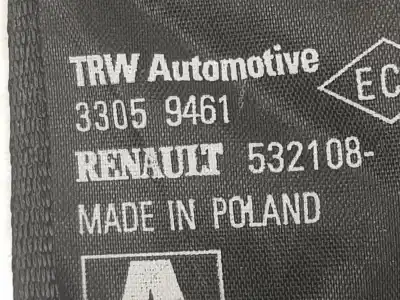 TRW Automotive
3305 9461
EC
RENAULT 532108-
MADE IN POLAND
A